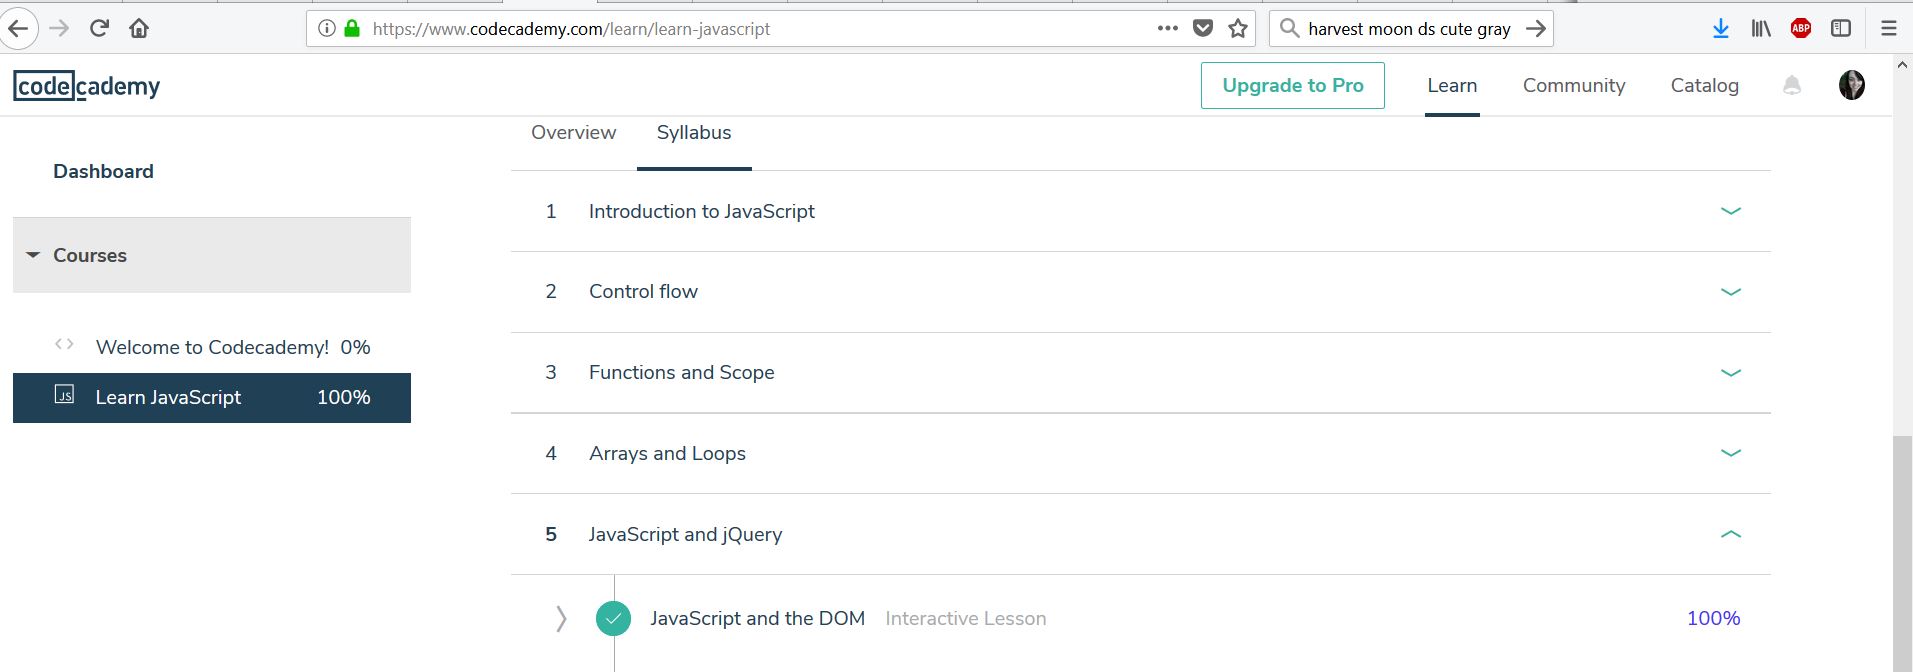 https://www.codecademy.com/learn/learn-javascript
harvest moon ds cute gray
ABP
codecademy
Upgrade to Pro
Learn
Community
Catalog
Overview
Syllabus
Dashboard
Courses
Welcome to Codecademy! 0%
JS Learn JavaScript 100%
1 Introduction to JavaScript
2 Control flow
3 Functions and Scope
4 Arrays and Loops
5 JavaScript and jQuery
JavaScript and the DOM Interactive Lesson 100%